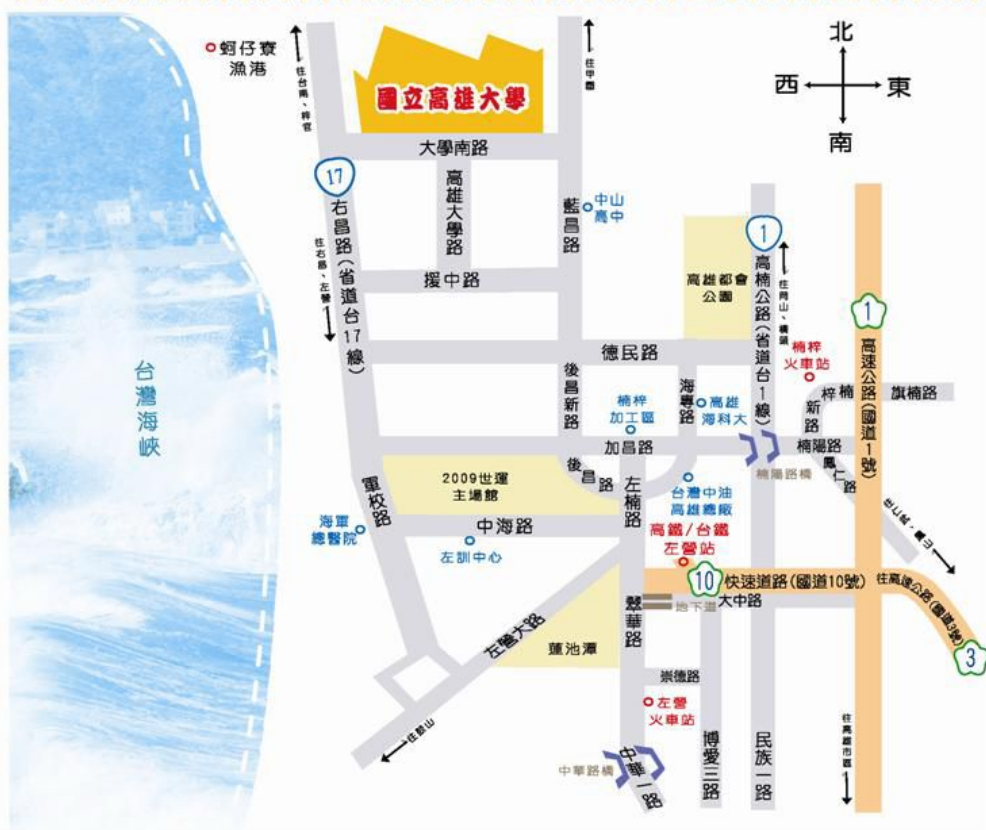 北
西
東
南
蚵仔寮
漁港
往台南、梓官
國立高雄大學
往甲圍
大學南路
17
右昌路(省道台17線)
高雄大學路
藍昌路
中山
高中
1
高楠公路(省道台1線)
往岡山、橋頭
往右昌、左營
援中路
高雄都會
公園
1
高速公路(國道1號)
德民路
楠梓
火車站
台灣海峽
後昌新路
楠梓
加工區
海專路
高雄
海科大
梓楠
新路
旗楠路
加昌路
楠陽路
楠陽路橋
鳳仁路
2009世運
主場館
後昌路
左楠路
台灣中油
高雄總廠
軍校路
海軍
總醫院
中海路
左訓中心
高鐵/台鐵
左營站
往仁武、鳳山
10
快速道路(國道10號)
往高速公路(國道3號)
3
地下道
大中路
翠華路
左營大路
蓮池潭
崇德路
左營
火車站
往鼓山
中華路橋
中華一路
博愛三路
民族一路
往高雄市區